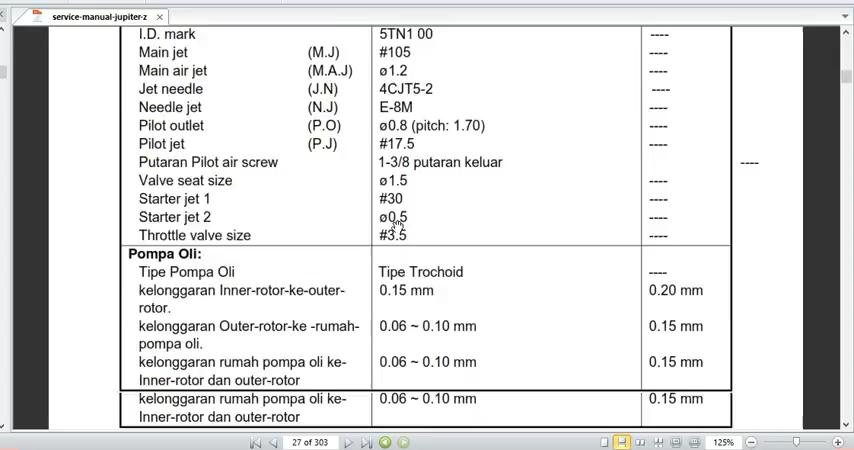 service-manual-jupiter-z
I.D. mark 5TN1 00 ----
Main jet (M.J) #105 ----
Main air jet (M.A.J) ø1.2 ----
Jet needle (J.N) 4CJT5-2 ----
Needle jet (N.J) E-8M ----
Pilot outlet (P.O) ø0.8 (pitch: 1.70) ----
Pilot jet (P.J) #17.5 ----
Putaran Pilot air screw 1-3/8 putaran keluar ----
Valve seat size ø1.5 ----
Starter jet 1 #30 ----
Starter jet 2 ø0.5 ----
Throttle valve size #3.5 ----
Pompa Oli:
Tipe Pompa Oli Tipe Trochoid ----
kelonggaran Inner-rotor-ke-outer- 0.15 mm 0.20 mm
rotor.
kelonggaran Outer-rotor-ke -rumah- 0.06 ~ 0.10 mm 0.15 mm
pompa oli.
kelonggaran rumah pompa oli ke- 0.06 ~ 0.10 mm 0.15 mm
Inner-rotor dan outer-rotor
kelonggaran rumah pompa oli ke- 0.06 ~ 0.10 mm 0.15 mm
Inner-rotor dan outer-rotor
27 of 303 125%